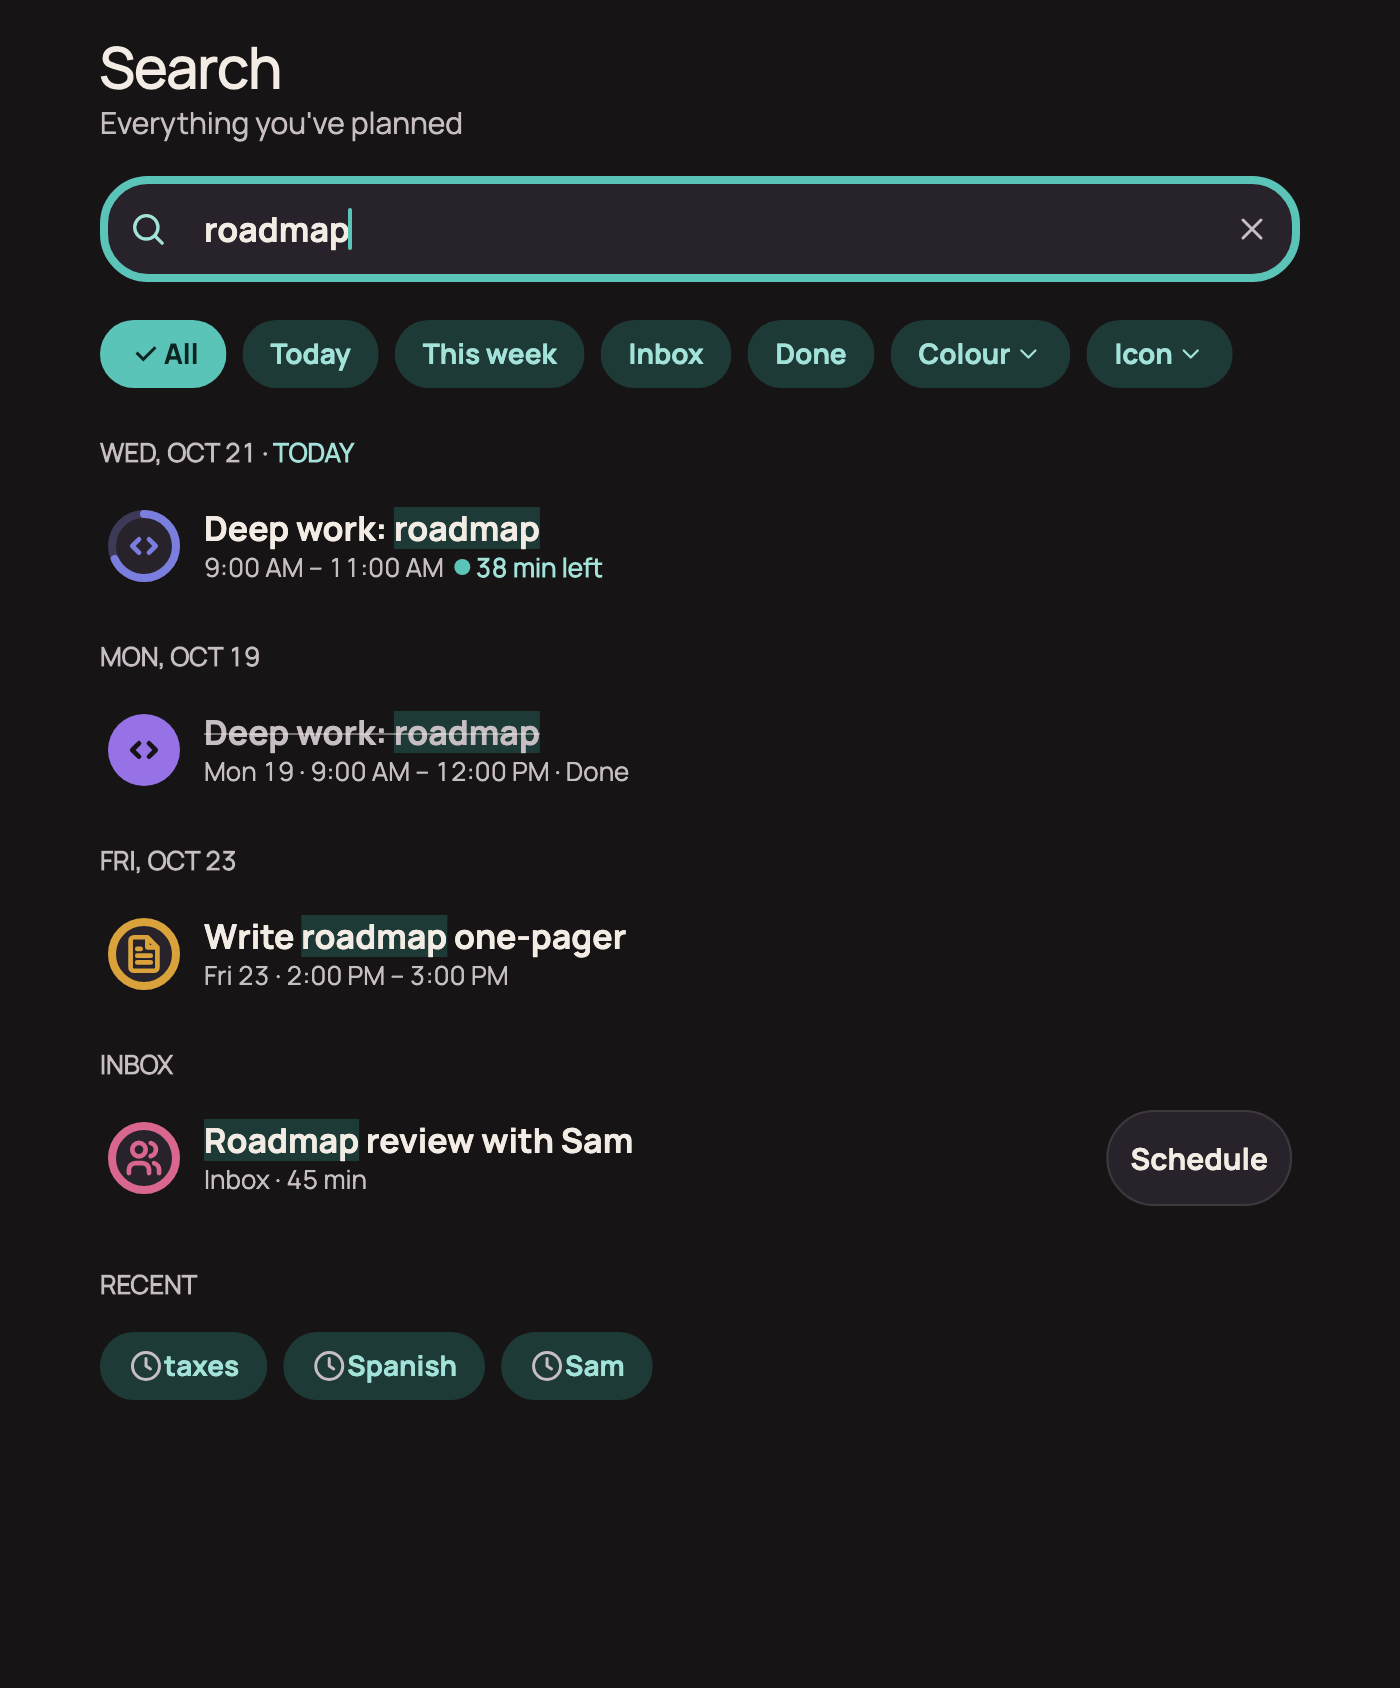 Search
Everything you've planned
roadmap
All Today This week Inbox Done Colour Icon
WED, OCT 21 · TODAY
Deep work: roadmap
9:00 AM – 11:00 AM 38 min left
MON, OCT 19
Deep work: roadmap
Mon 19 · 9:00 AM – 12:00 PM · Done
FRI, OCT 23
Write roadmap one-pager
Fri 23 · 2:00 PM – 3:00 PM
INBOX
Roadmap review with Sam
Inbox · 45 min
Schedule
RECENT
taxes Spanish Sam